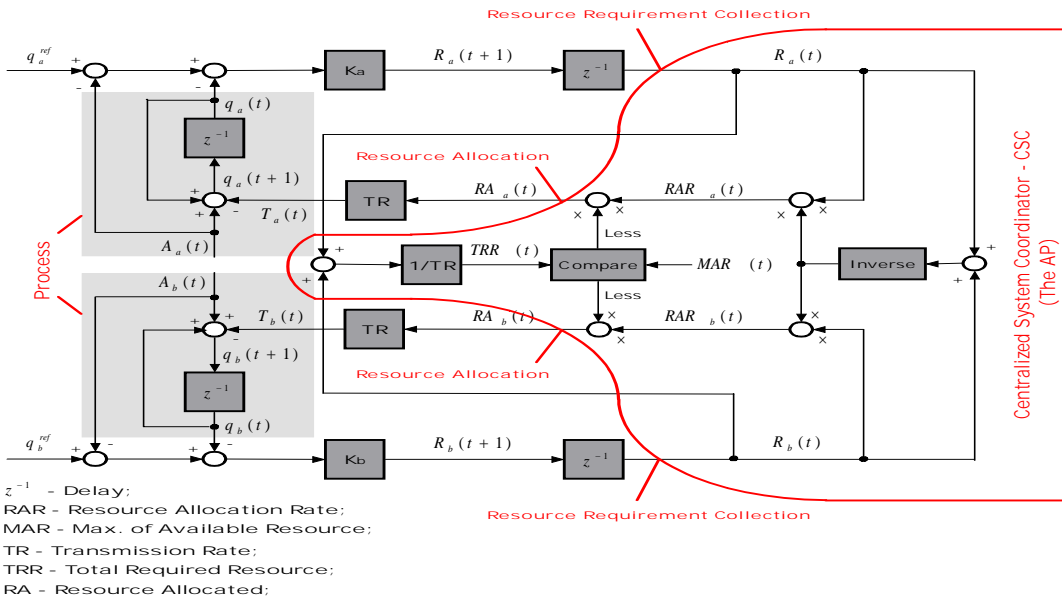 Resource Requirement Collection
q_a^ref + - + - Ka R_a(t+1) z^-1 R_a(t)
q_a(t)
z^-1
Resource Allocation
q_a(t+1)
+ + - T_a(t) TR RA_a(t) × × RAR_a(t) × ×
A_a(t)
Less
+ + 1/TR TRR (t) Compare MAR (t) Inverse + +
Process
Centralized System Coordinator - CSC
(The AP)
A_b(t)
Less
+ + - T_b(t) TR RA_b(t) × × RAR_b(t) × ×
q_b(t+1)
Resource Allocation
z^-1
q_b(t)
q_b^ref + - + - Kb R_b(t+1) z^-1 R_b(t)
Resource Requirement Collection
z^-1 - Delay;
RAR - Resource Allocation Rate;
MAR - Max. of Available Resource;
TR - Transmission Rate;
TRR - Total Required Resource;
RA - Resource Allocated;